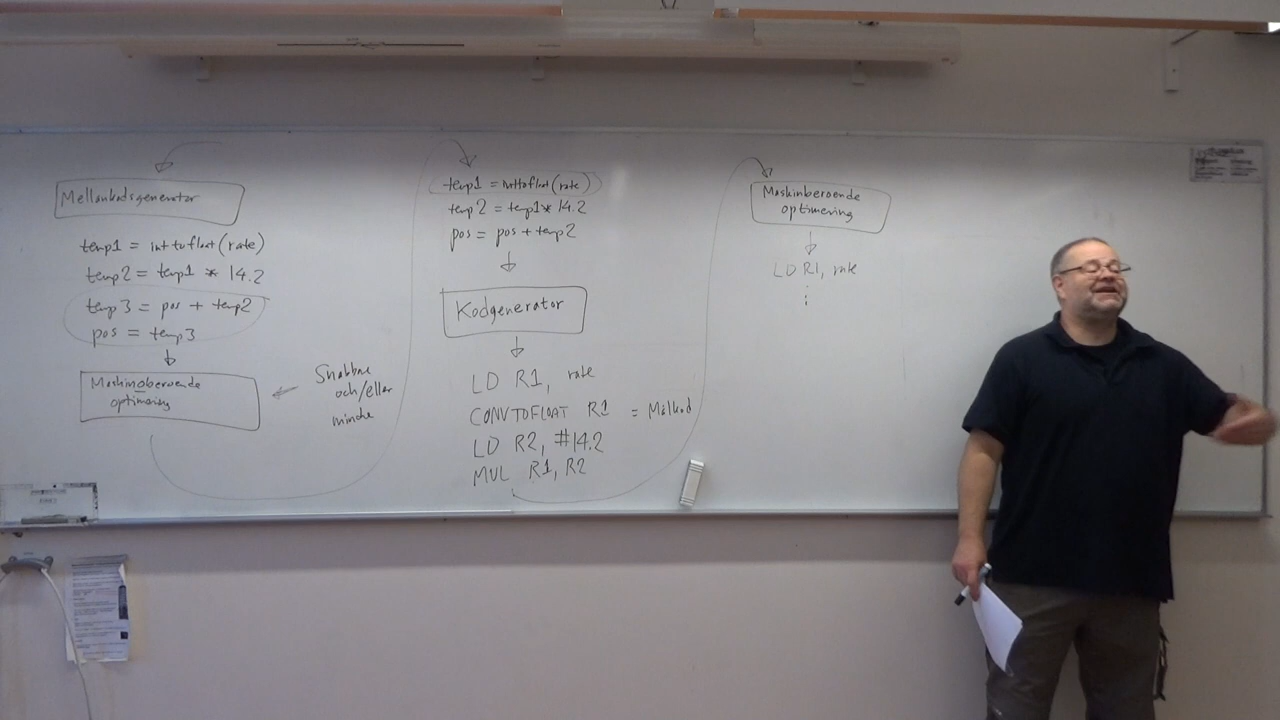 Mellankodsgenerator
temp1 = inttofloat(rate)
temp2 = temp1 * 14.2
temp3 = pos + temp2
pos = temp3
Maskinoberoende
optimering
Snabbare
och/eller
mindre
temp1 = inttofloat(rate)
temp2 = temp1 * 14.2
pos = pos + temp2
Kodgenerator
LD R1, rate
CONVTOFLOAT R1 = Målkod
LD R2, #14.2
MUL R1, R2
Maskinberoende
optimering
LD R1, rate